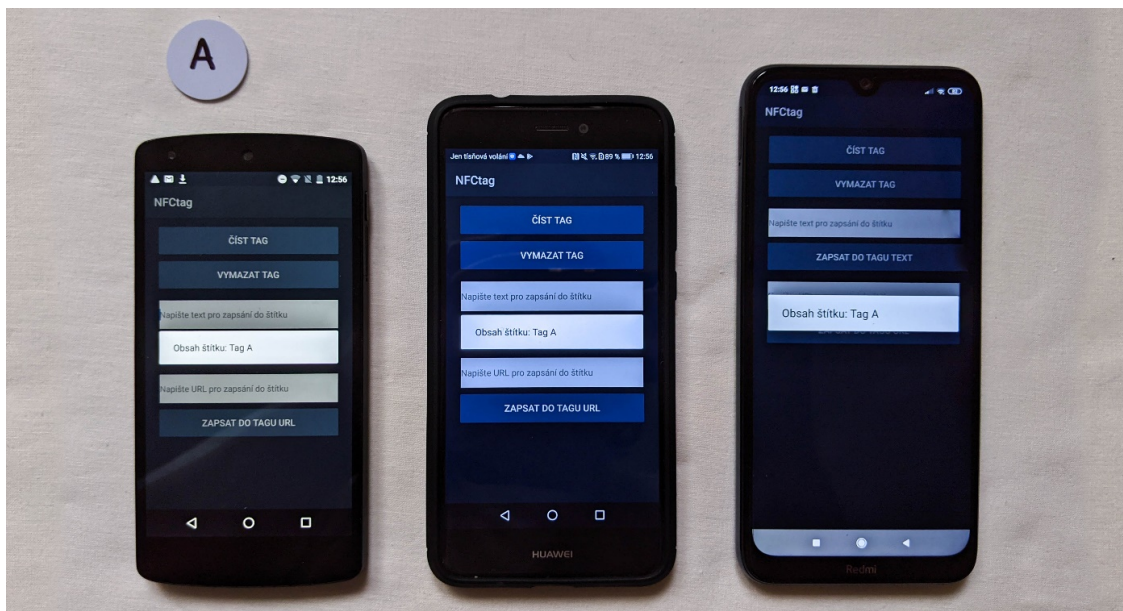 A
12:56
NFCtag
ČÍST TAG
VYMAZAT TAG
Napište text pro zapsání do štítku
Obsah štítku: Tag A
Napište URL pro zapsání do štítku
ZAPSAT DO TAGU URL
Jen tísňová volání
89 % 12:56
NFCtag
ČÍST TAG
VYMAZAT TAG
Napište text pro zapsání do štítku
Obsah štítku: Tag A
Napište URL pro zapsání do štítku
ZAPSAT DO TAGU URL
HUAWEI
12:56
NFCtag
ČÍST TAG
VYMAZAT TAG
Napište text pro zapsání do štítku
ZAPSAT DO TAGU TEXT
Obsah štítku: Tag A
Redmi